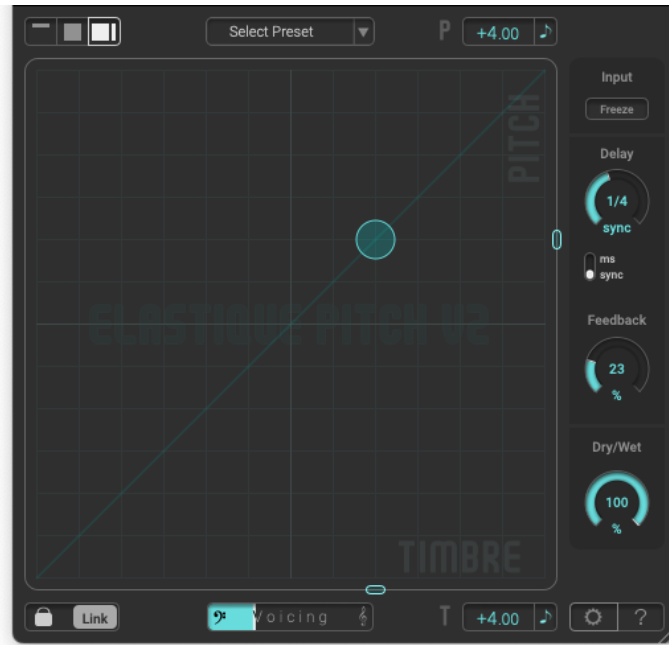 Select Preset
P +4.00
Input
Freeze
PITCH
Delay
1/4
sync
ms
sync
ELASTIQUE PITCH V2
Feedback
23
%
Dry/Wet
100
%
TIMBRE
Link
Voicing
T +4.00
?